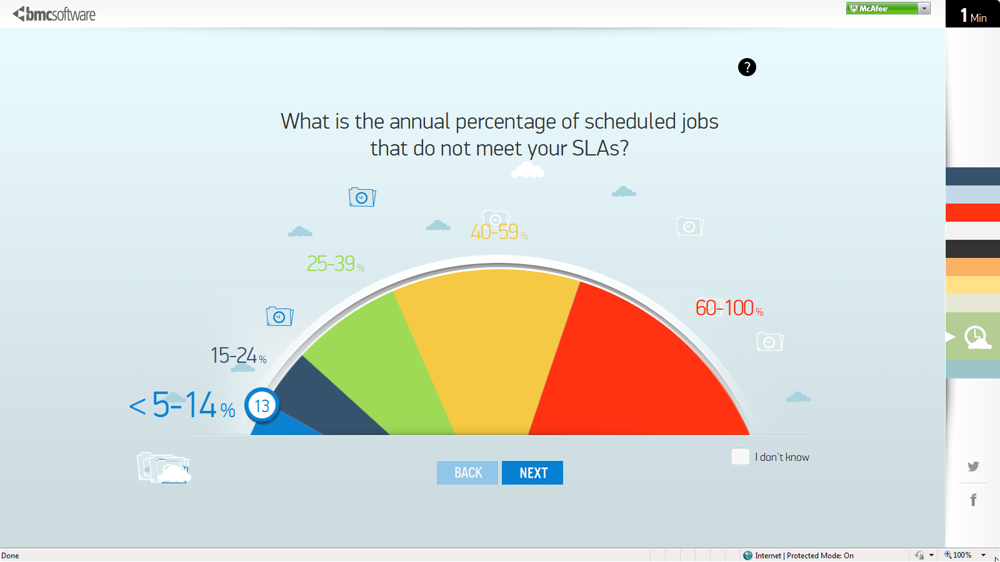 bmcsoftware
McAfee
1 Min
?
What is the annual percentage of scheduled jobs
that do not meet your SLAs?
40-59 %
25-39 %
60-100 %
15-24 %
< 5-14 %
13
I don't know
BACK
NEXT
Done
Internet | Protected Mode: On
100%